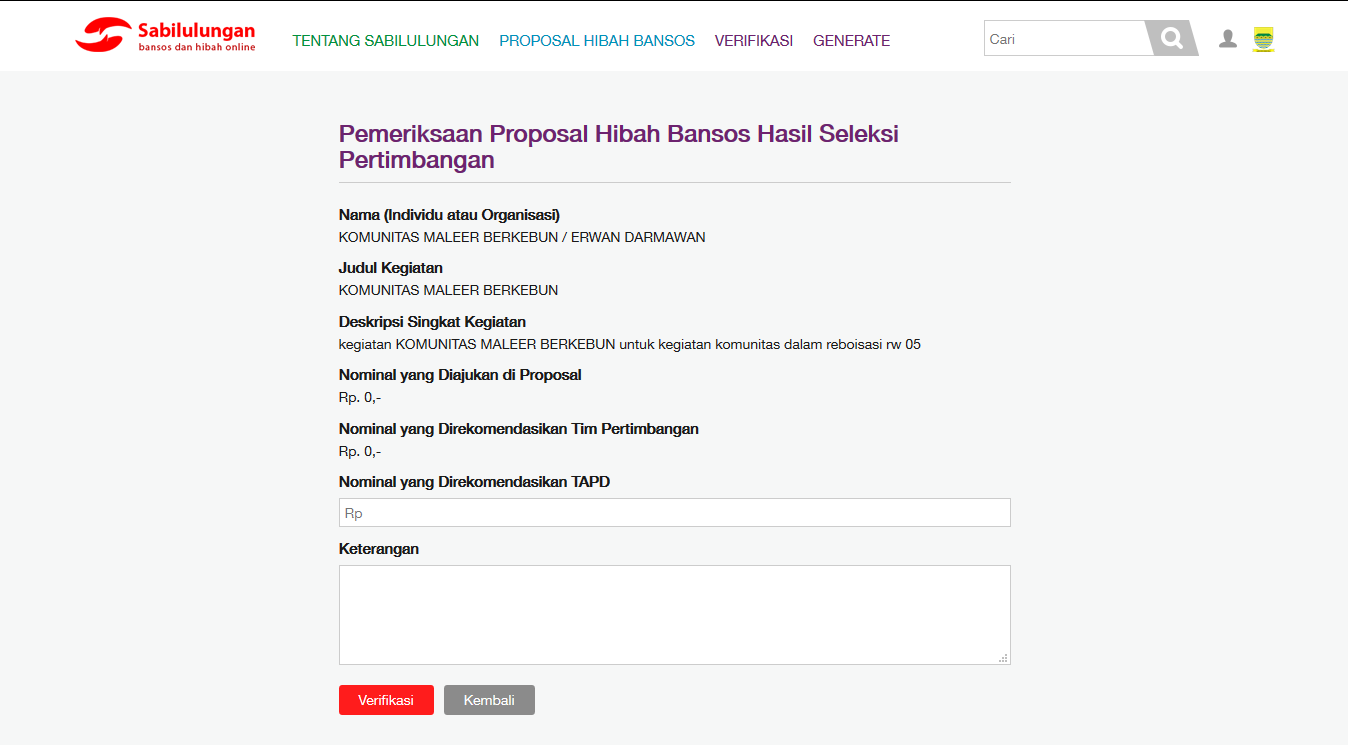 Sabilulungan
bansos dan hibah online
TENTANG SABILULUNGAN PROPOSAL HIBAH BANSOS VERIFIKASI GENERATE
Cari
Pemeriksaan Proposal Hibah Bansos Hasil Seleksi
Pertimbangan
Nama (Individu atau Organisasi)
KOMUNITAS MALEER BERKEBUN / ERWAN DARMAWAN
Judul Kegiatan
KOMUNITAS MALEER BERKEBUN
Deskripsi Singkat Kegiatan
kegiatan KOMUNITAS MALEER BERKEBUN untuk kegiatan komunitas dalam reboisasi rw 05
Nominal yang Diajukan di Proposal
Rp. 0,-
Nominal yang Direkomendasikan Tim Pertimbangan
Rp. 0,-
Nominal yang Direkomendasikan TAPD
Rp
Keterangan
Verifikasi Kembali